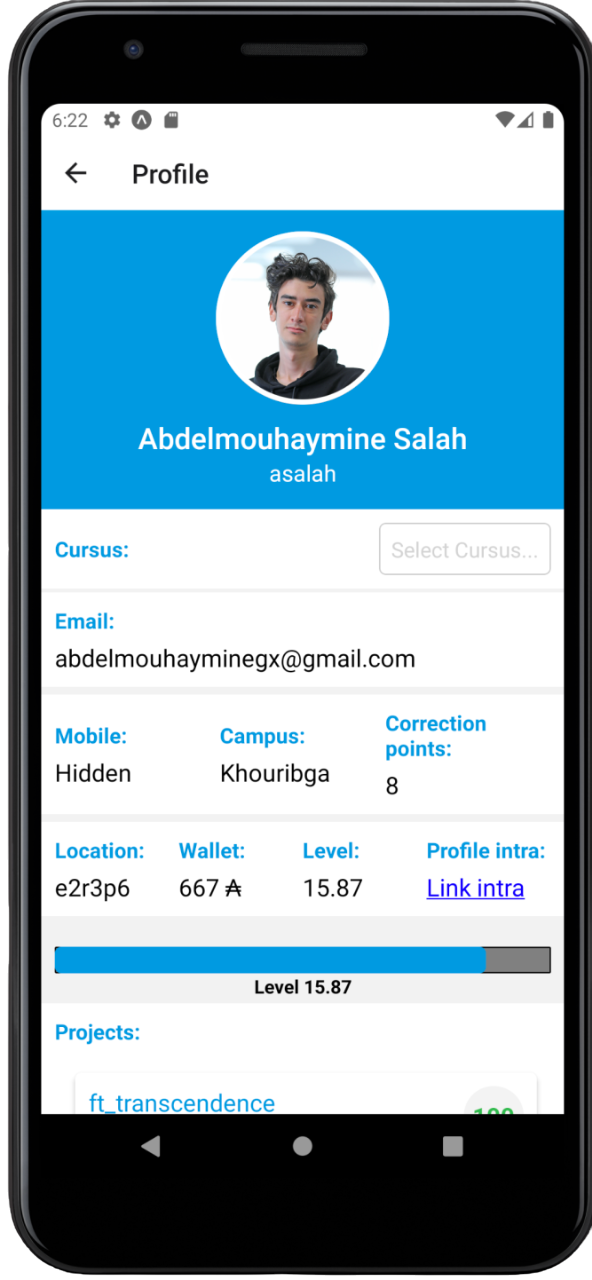 6:22
Profile
Abdelmouhaymine Salah
asalah
Cursus:
Select Cursus...
Email:
abdelmouhayminegx@gmail.com
Mobile:
Hidden
Campus:
Khouribga
Correction
points:
8
Location:
e2r3p6
Wallet:
667 ₳
Level:
15.87
Profile intra:
Link intra
Level 15.87
Projects:
ft_transcendence